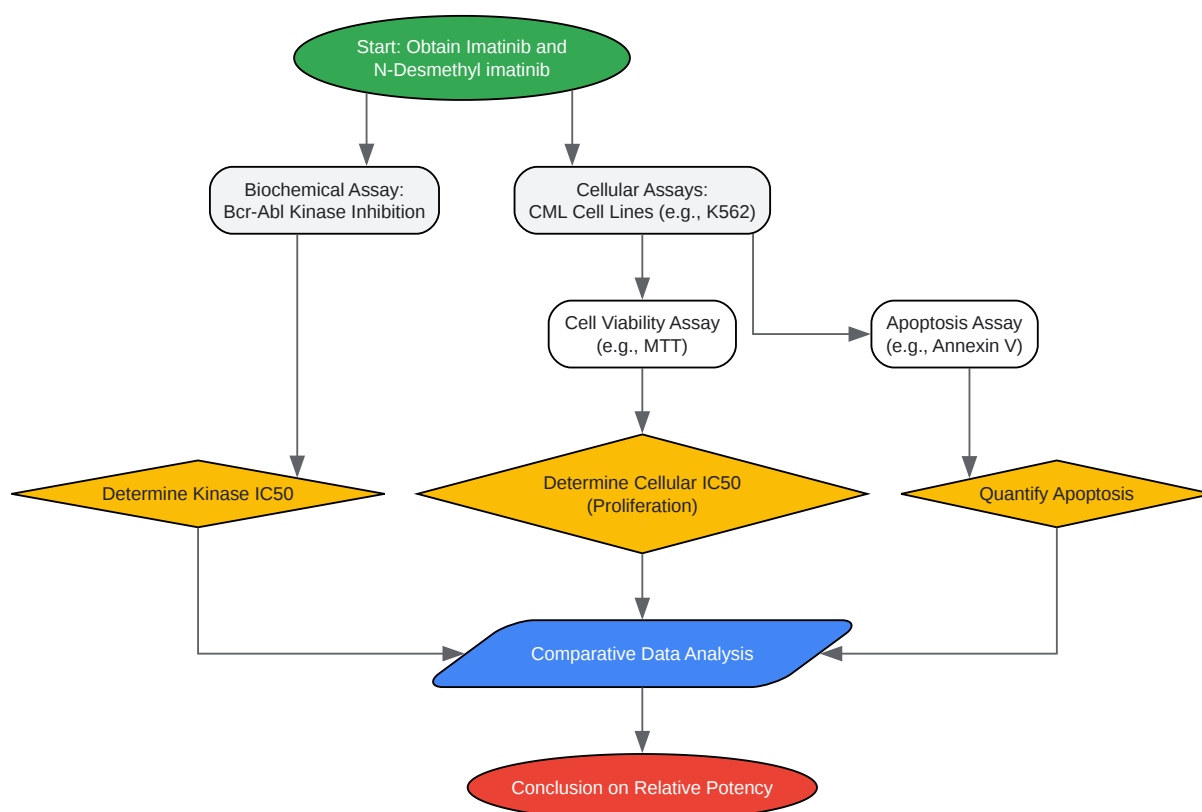 Start: Obtain Imatinib and
N-Desmethyl imatinib
Biochemical Assay:
Bcr-Abl Kinase Inhibition
Cellular Assays:
CML Cell Lines (e.g., K562)
Cell Viability Assay
(e.g., MTT)
Apoptosis Assay
(e.g., Annexin V)
Determine Kinase IC50
Determine Cellular IC50
(Proliferation)
Quantify Apoptosis
Comparative Data Analysis
Conclusion on Relative Potency